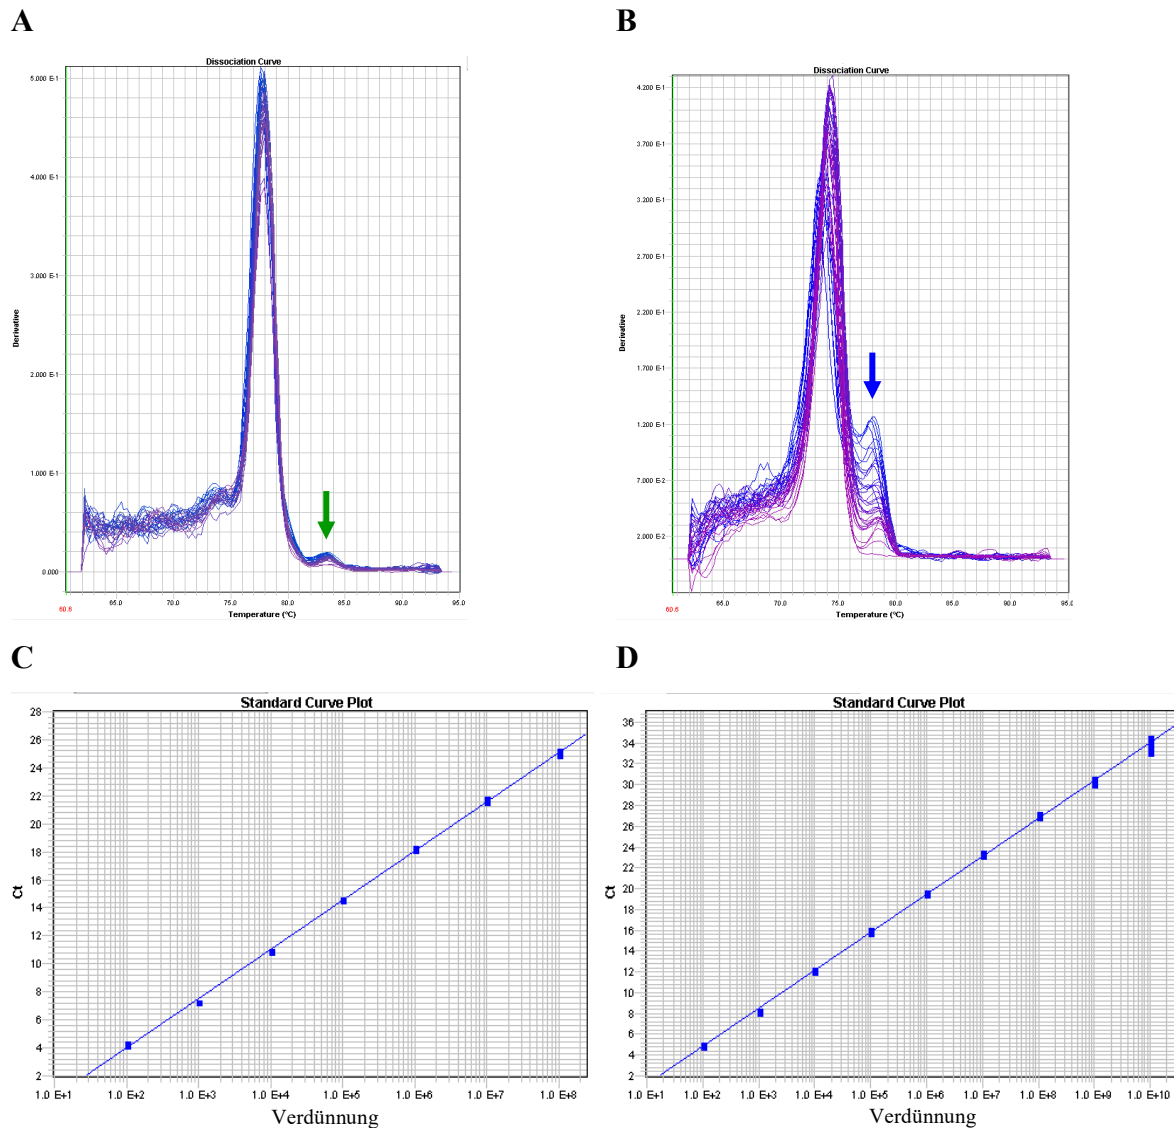 A
B
Dissociation Curve
5.000 E-1
4.000 E-1
3.000 E-1
2.000 E-1
1.000 E-1
0.000
Derivative
60.6
65.0 70.0 75.0 80.0 85.0 90.0 95.0
Temperature (°C)
Dissociation Curve
4.200 E-1
3.700 E-1
3.200 E-1
2.700 E-1
2.200 E-1
1.700 E-1
1.200 E-1
7.000 E-2
2.000 E-2
Derivative
60.6
65.0 70.0 75.0 80.0 85.0 90.0 95.0
Temperature (°C)
C
D
Standard Curve Plot
28
26
24
22
20
18
16
14
12
10
8
6
4
2
Ct
1.0 E+1 1.0 E+2 1.0 E+3 1.0 E+4 1.0 E+5 1.0 E+6 1.0 E+7 1.0 E+8
Verdünnung
Standard Curve Plot
36
34
32
30
28
26
24
22
20
18
16
14
12
10
8
6
4
2
Ct
1.0 E+1 1.0 E+2 1.0 E+3 1.0 E+4 1.0 E+5 1.0 E+6 1.0 E+7 1.0 E+8 1.0 E+9 1.0 E+10
Verdünnung